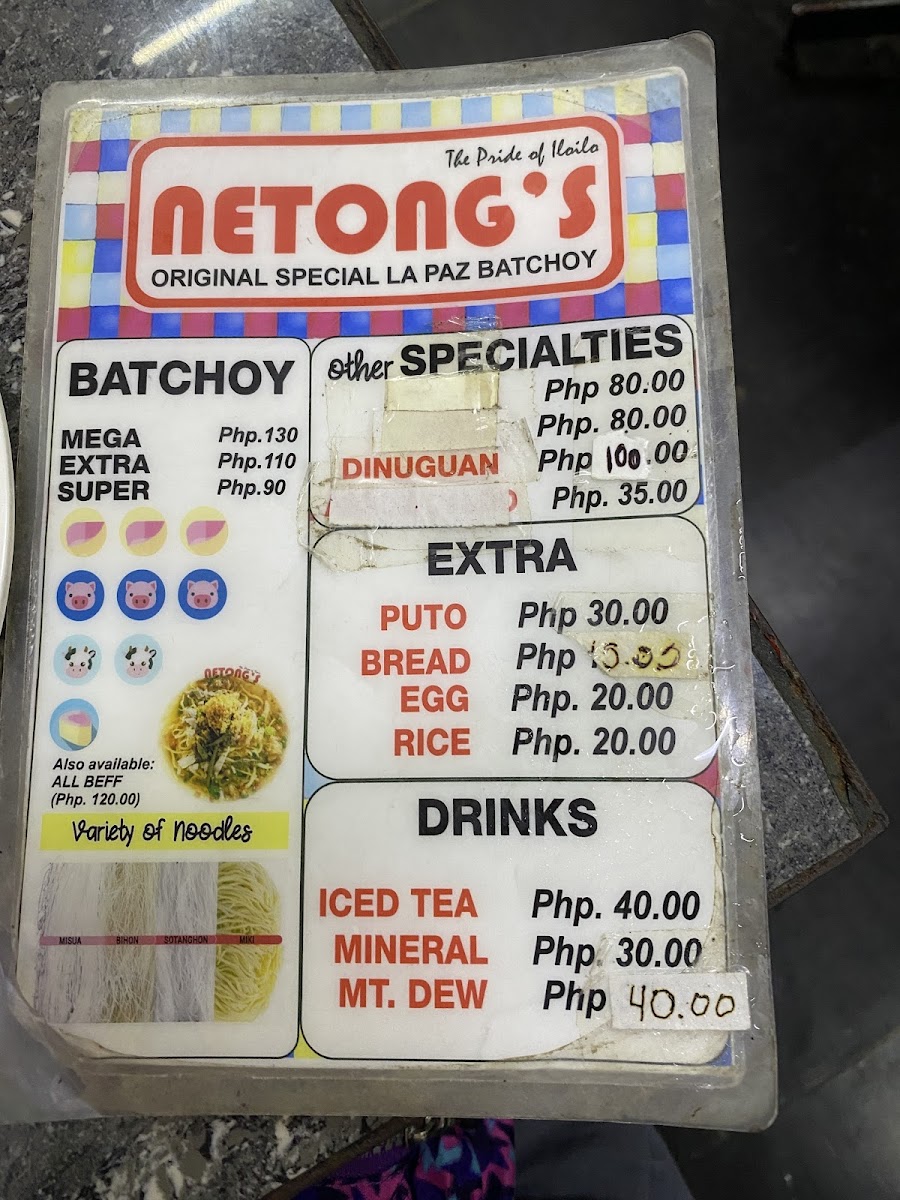 The Pride of Iloilo
NETONG'S
ORIGINAL SPECIAL LA PAZ BATCHOY
BATCHOY
MEGA Php.130
EXTRA Php.110
SUPER Php.90
NETONG'S
Also available:
ALL BEFF
(Php. 120.00)
Variety of Noodles
MISUA BIHON SOTANGHON MIKI
other SPECIALTIES
Php 80.00
Php. 80.00
DINUGUAN Php 100.00
Php. 35.00
EXTRA
PUTO Php 30.00
BREAD Php
EGG Php. 20.00
RICE Php. 20.00
DRINKS
ICED TEA Php. 40.00
MINERAL Php. 30.00
MT. DEW Php 40.00